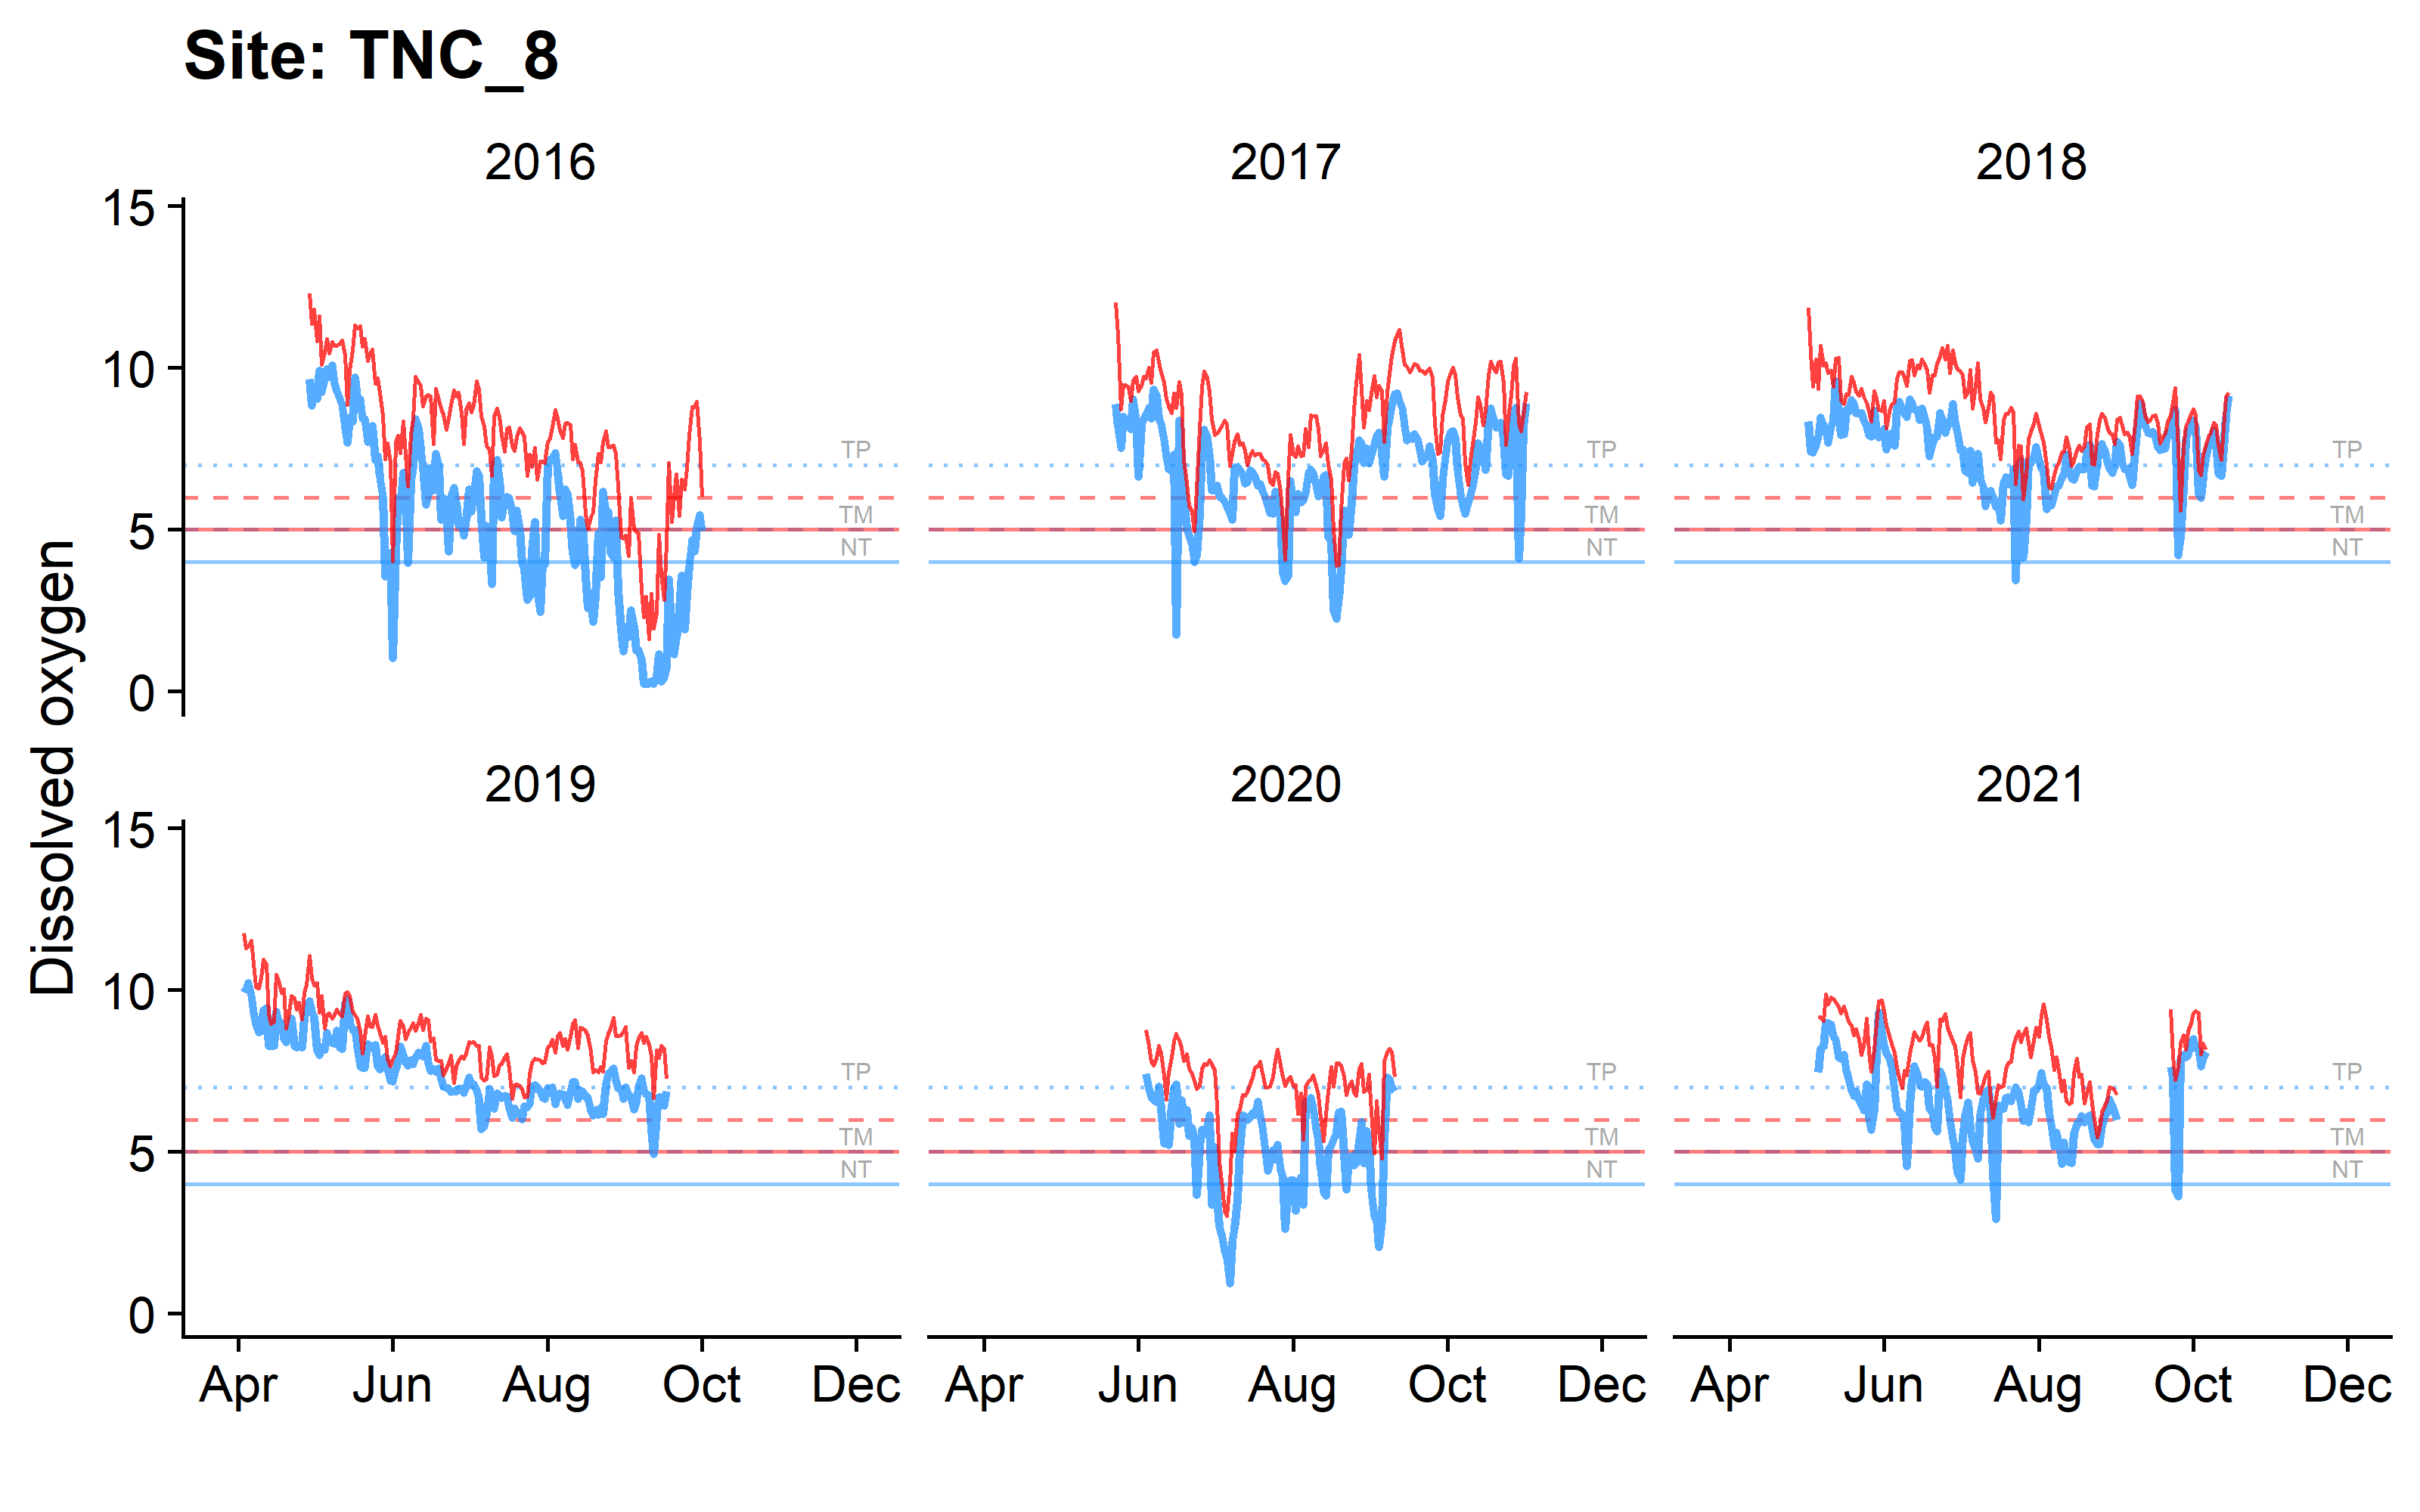 Site: TNC_8
2016 2017 2018
15
10
5
0
TP TP TP
TM TM TM
NT NT NT
Dissolved oxygen
2019 2020 2021
15
10
5
0
TP TP TP
TM TM TM
NT NT NT
Apr Jun Aug Oct Dec Apr Jun Aug Oct Dec Apr Jun Aug Oct Dec